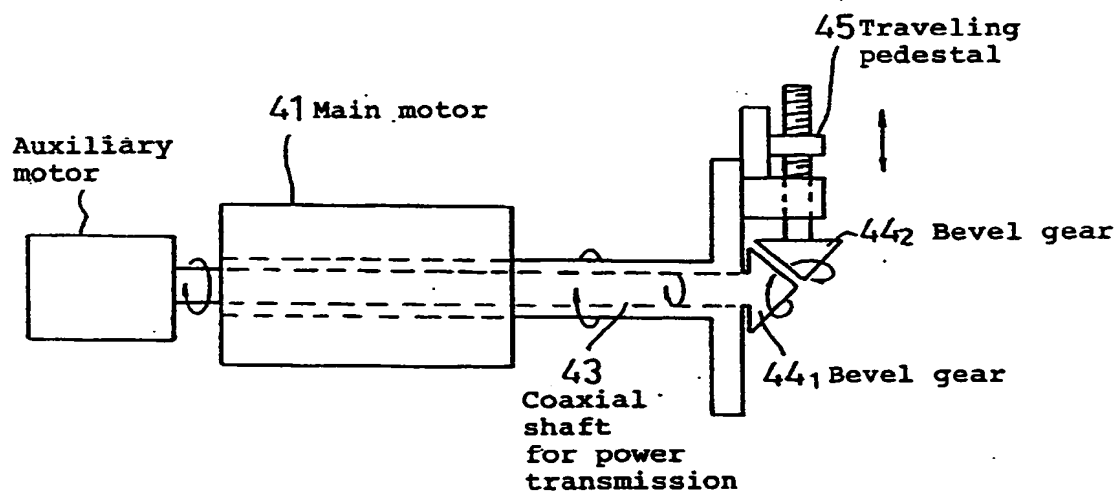 45 Traveling
pedestal
41 Main motor
Auxiliary
motor
44₂ Bevel gear
44₁ Bevel gear
43
Coaxial
shaft
for power
transmission